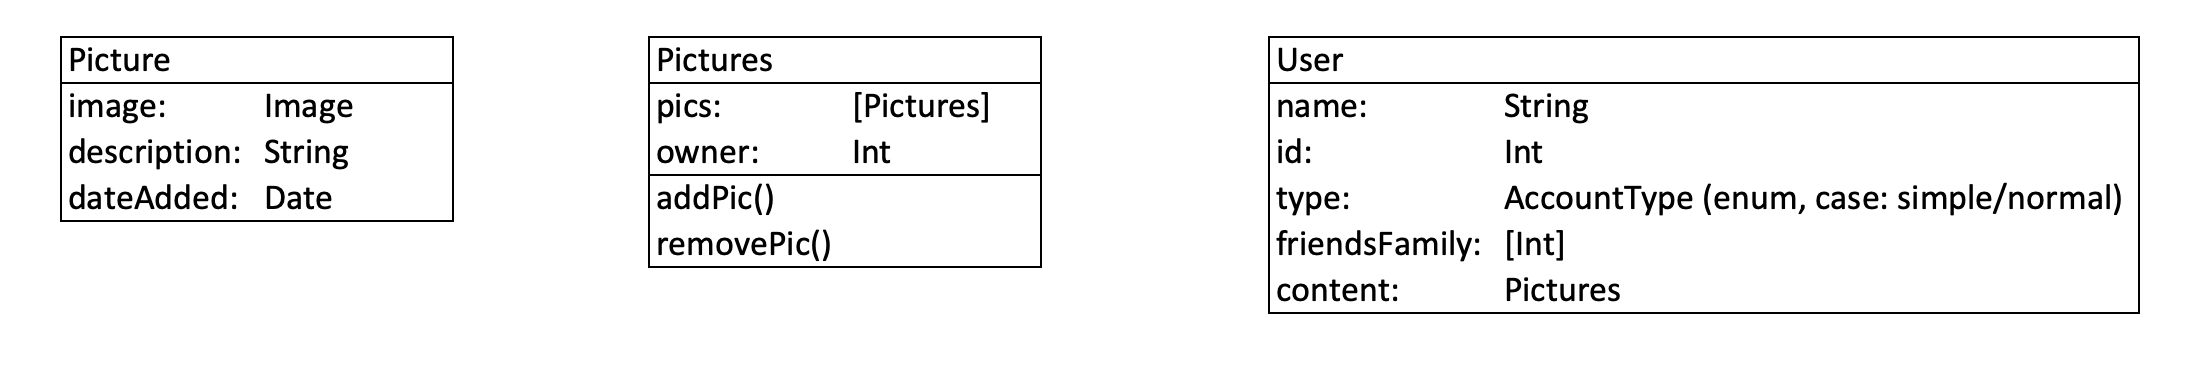 Picture
image: Image
description: String
dateAdded: Date
Pictures
pics: [Pictures]
owner: Int
addPic()
removePic()
User
name: String
id: Int
type: AccountType (enum, case: simple/normal)
friendsFamily: [Int]
content: Pictures